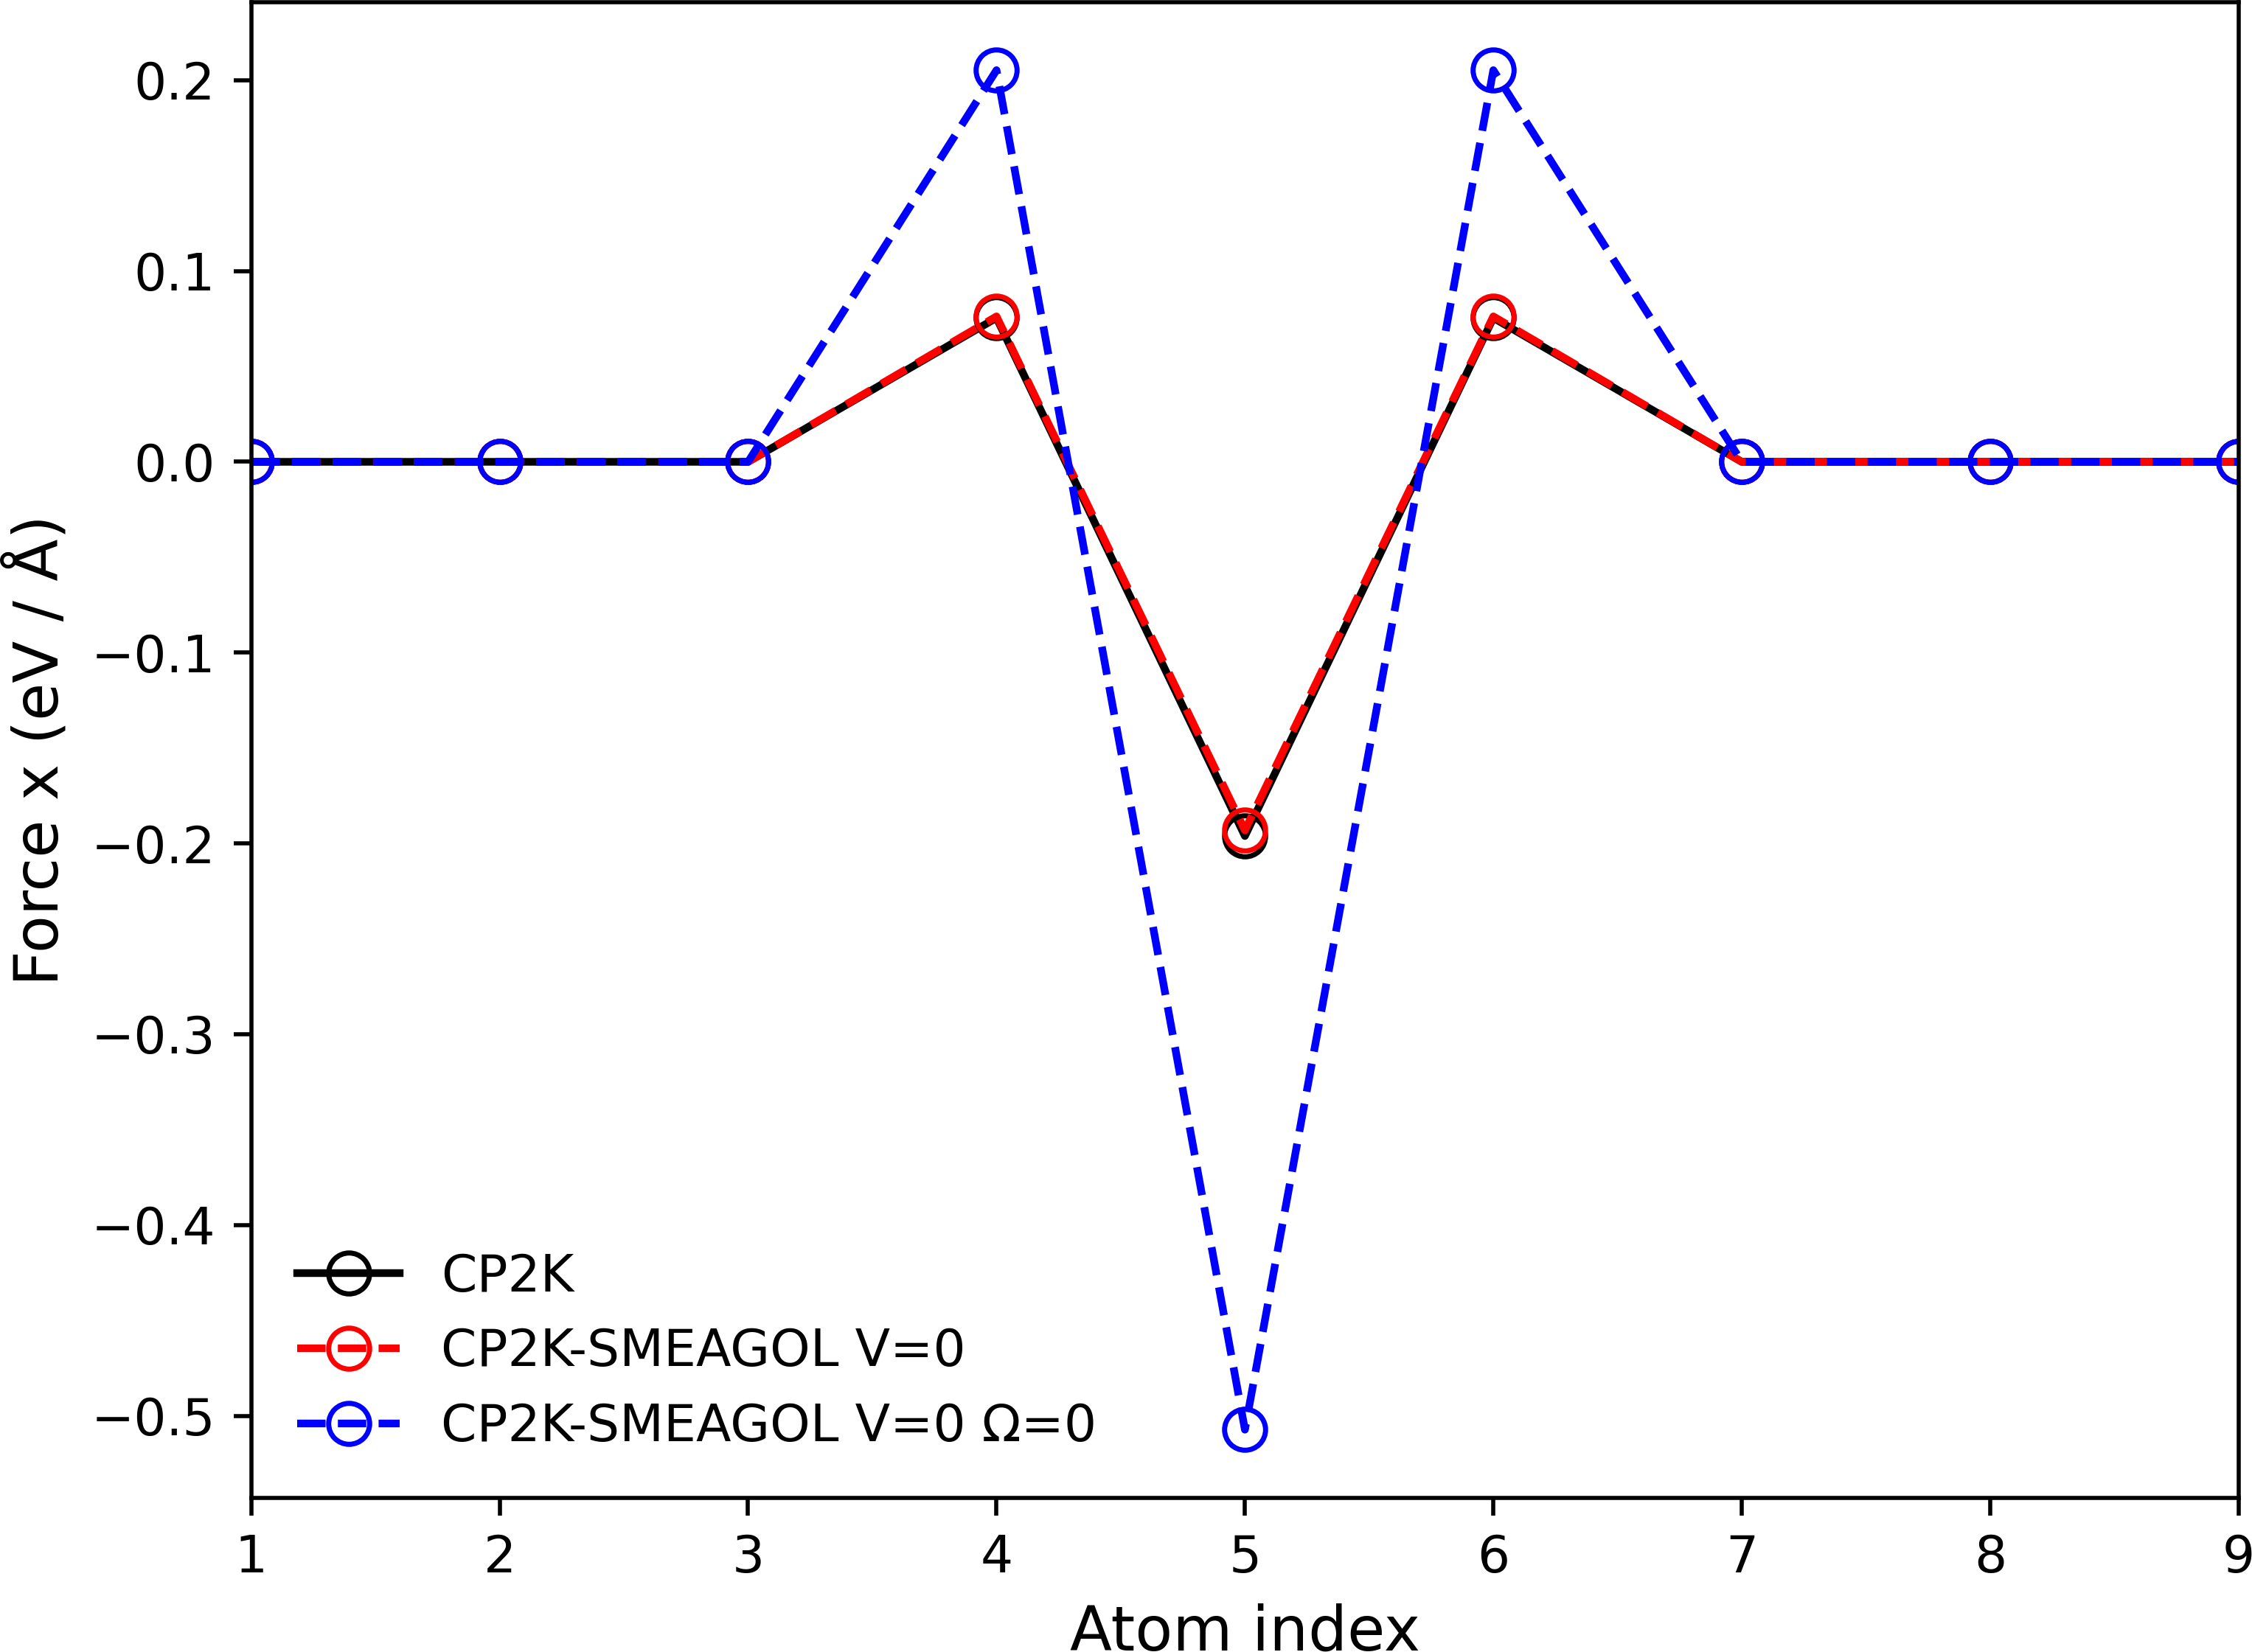 0.2
0.1
0.0
−0.1
−0.2
−0.3
−0.4
−0.5
Force x (eV / Å)
CP2K
CP2K-SMEAGOL V=0
CP2K-SMEAGOL V=0 Ω=0
1 2 3 4 5 6 7 8 9
Atom index